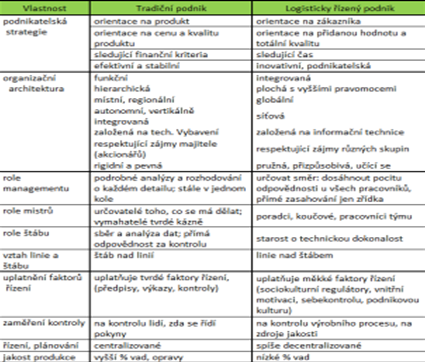 Vlastnost Tradiční podnik Logisticky řízený podnik
podnikatelská strategie orientace na produkt orientace na zákazníka
orientace na cenu a kvalitu produktu orientace na přidanou hodnotu a totální kvalitu
sledující finanční kriteria sledující čas
efektivní a stabilní inovativní, podnikatelská
organizační architektura funkční integrovaná
hierarchická plochá s vyššími pravomocemi
místní, regionální globální
autonomní, vertikálně integrovaná síťová
založená na tech. Vybavení založená na informační technice
respektující zájmy majitele (akcionářů) respektující zájmy různých skupin
rigidní a pevná pružná, přizpůsobivá, učící se
role managementu podrobné analýzy a rozhodování o každém detailu; stále v jednom kole určovat směr: dosáhnout pocitu odpovědnosti u všech pracovníků, přímé zasahování jen zřídka
role mistrů určovatelé toho, co se má dělat; vymahatelé tvrdé kázně poradci, koučové, pracovníci týmu
role štábu sběr a analýza dat; přímá odpovědnost za kontrolu starost o technickou dokonalost
vztah linie a štábu štáb nad linií linie nad štábem
uplatnění faktorů řízení uplatňuje tvrdé faktory řízení, (předpisy, výkazy, kontroly) uplatňuje měkké faktory řízení (sociokulturní regulátory, vnitřní motivaci, sebekontrolu, podnikovou kulturu)
zaměření kontroly na kontrolu lidí, zda se řídí pokyny na kontrolu výrobního procesu, na zdroje jakosti
řízení, plánování centralizované spíše decentralizované
jakost produkce vyšší % vad, opravy nízké % vad